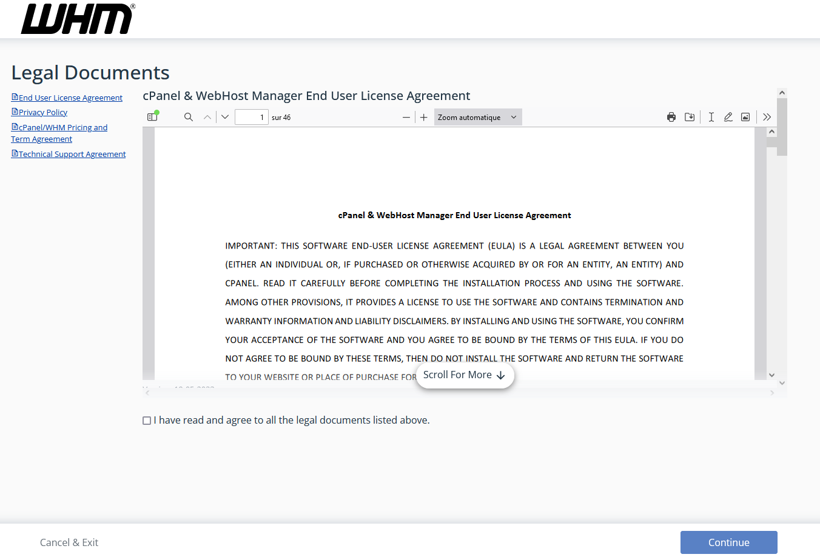 WHM®
Legal Documents
End User License Agreement
Privacy Policy
cPanel/WHM Pricing and
Term Agreement
Technical Support Agreement
cPanel & WebHost Manager End User License Agreement
1 sur 46
Zoom automatique
cPanel & WebHost Manager End User License Agreement
IMPORTANT: THIS SOFTWARE END-USER LICENSE AGREEMENT (EULA) IS A LEGAL AGREEMENT BETWEEN YOU
(EITHER AN INDIVIDUAL OR, IF PURCHASED OR OTHERWISE ACQUIRED BY OR FOR AN ENTITY, AN ENTITY) AND
CPANEL. READ IT CAREFULLY BEFORE COMPLETING THE INSTALLATION PROCESS AND USING THE SOFTWARE.
AMONG OTHER PROVISIONS, IT PROVIDES A LICENSE TO USE THE SOFTWARE AND CONTAINS TERMINATION AND
WARRANTY INFORMATION AND LIABILITY DISCLAIMERS. BY INSTALLING AND USING THE SOFTWARE, YOU CONFIRM
YOUR ACCEPTANCE OF THE SOFTWARE AND YOU AGREE TO BE BOUND BY THE TERMS OF THIS EULA. IF YOU DO
NOT AGREE TO BE BOUND BY THESE TERMS, THEN DO NOT INSTALL THE SOFTWARE AND RETURN THE SOFTWARE
TO YOUR WEBSITE OR PLACE OF PURCHASE FOR
Scroll For More
I have read and agree to all the legal documents listed above.
Cancel & Exit
Continue